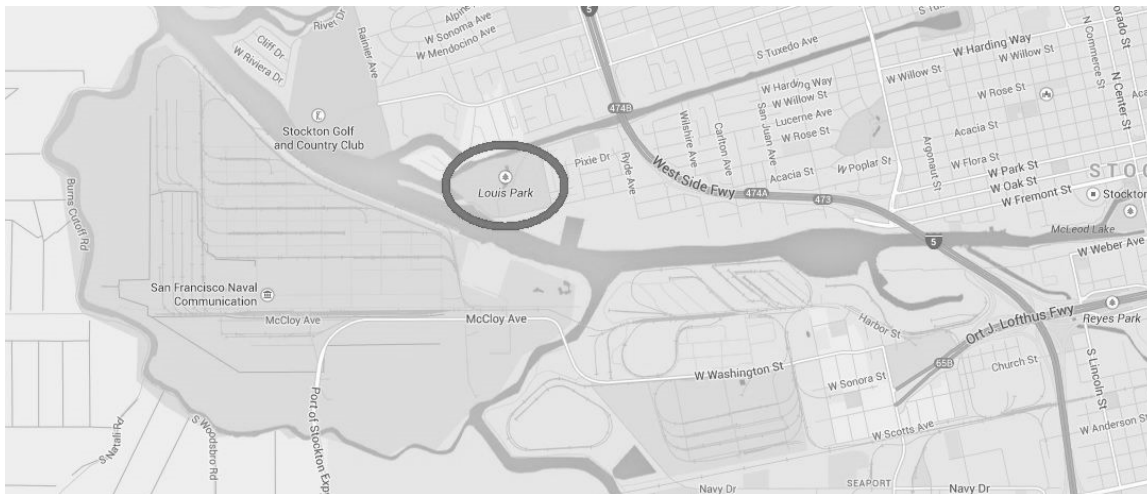 River Dr
Alpine Ave
W Sonoma Ave
W Mendocino Ave
Rainier Ave
Cliff Dr
W Riviera Dr
5
S Tuxedo Ave
W Harding Way
W Willow St
W Rose St
N Commerce St
N Center St
Acacia St
W Flora St
W Park St
W Oak St
W Fremont St
Argonaut St
474B
W Harding Way
W Willow St
Lucerne Ave
W Rose St
San Juan Ave
Carlton Ave
Wilshire Ave
Acacia St
W Poplar St
Stockton Golf
and Country Club
Louis Park
Pixie Dr
Ryde Ave
West Side Fwy
474A
473
5
STOC
Stockton
McLeod Lake
W Weber Ave
Reyes Park
Ort J. Lofthus Fwy
Harbor St
65B
Church St
S Lincoln St
W Anderson St
Burns Cutoff Rd
San Francisco Naval
Communication
McCloy Ave
McCloy Ave
W Washington St
W Sonora St
W Scotts Ave
Port of Stockton Exp
S Natali Rd
S Woodsbro Rd
SEAPORT
Navy Dr
Navy Dr